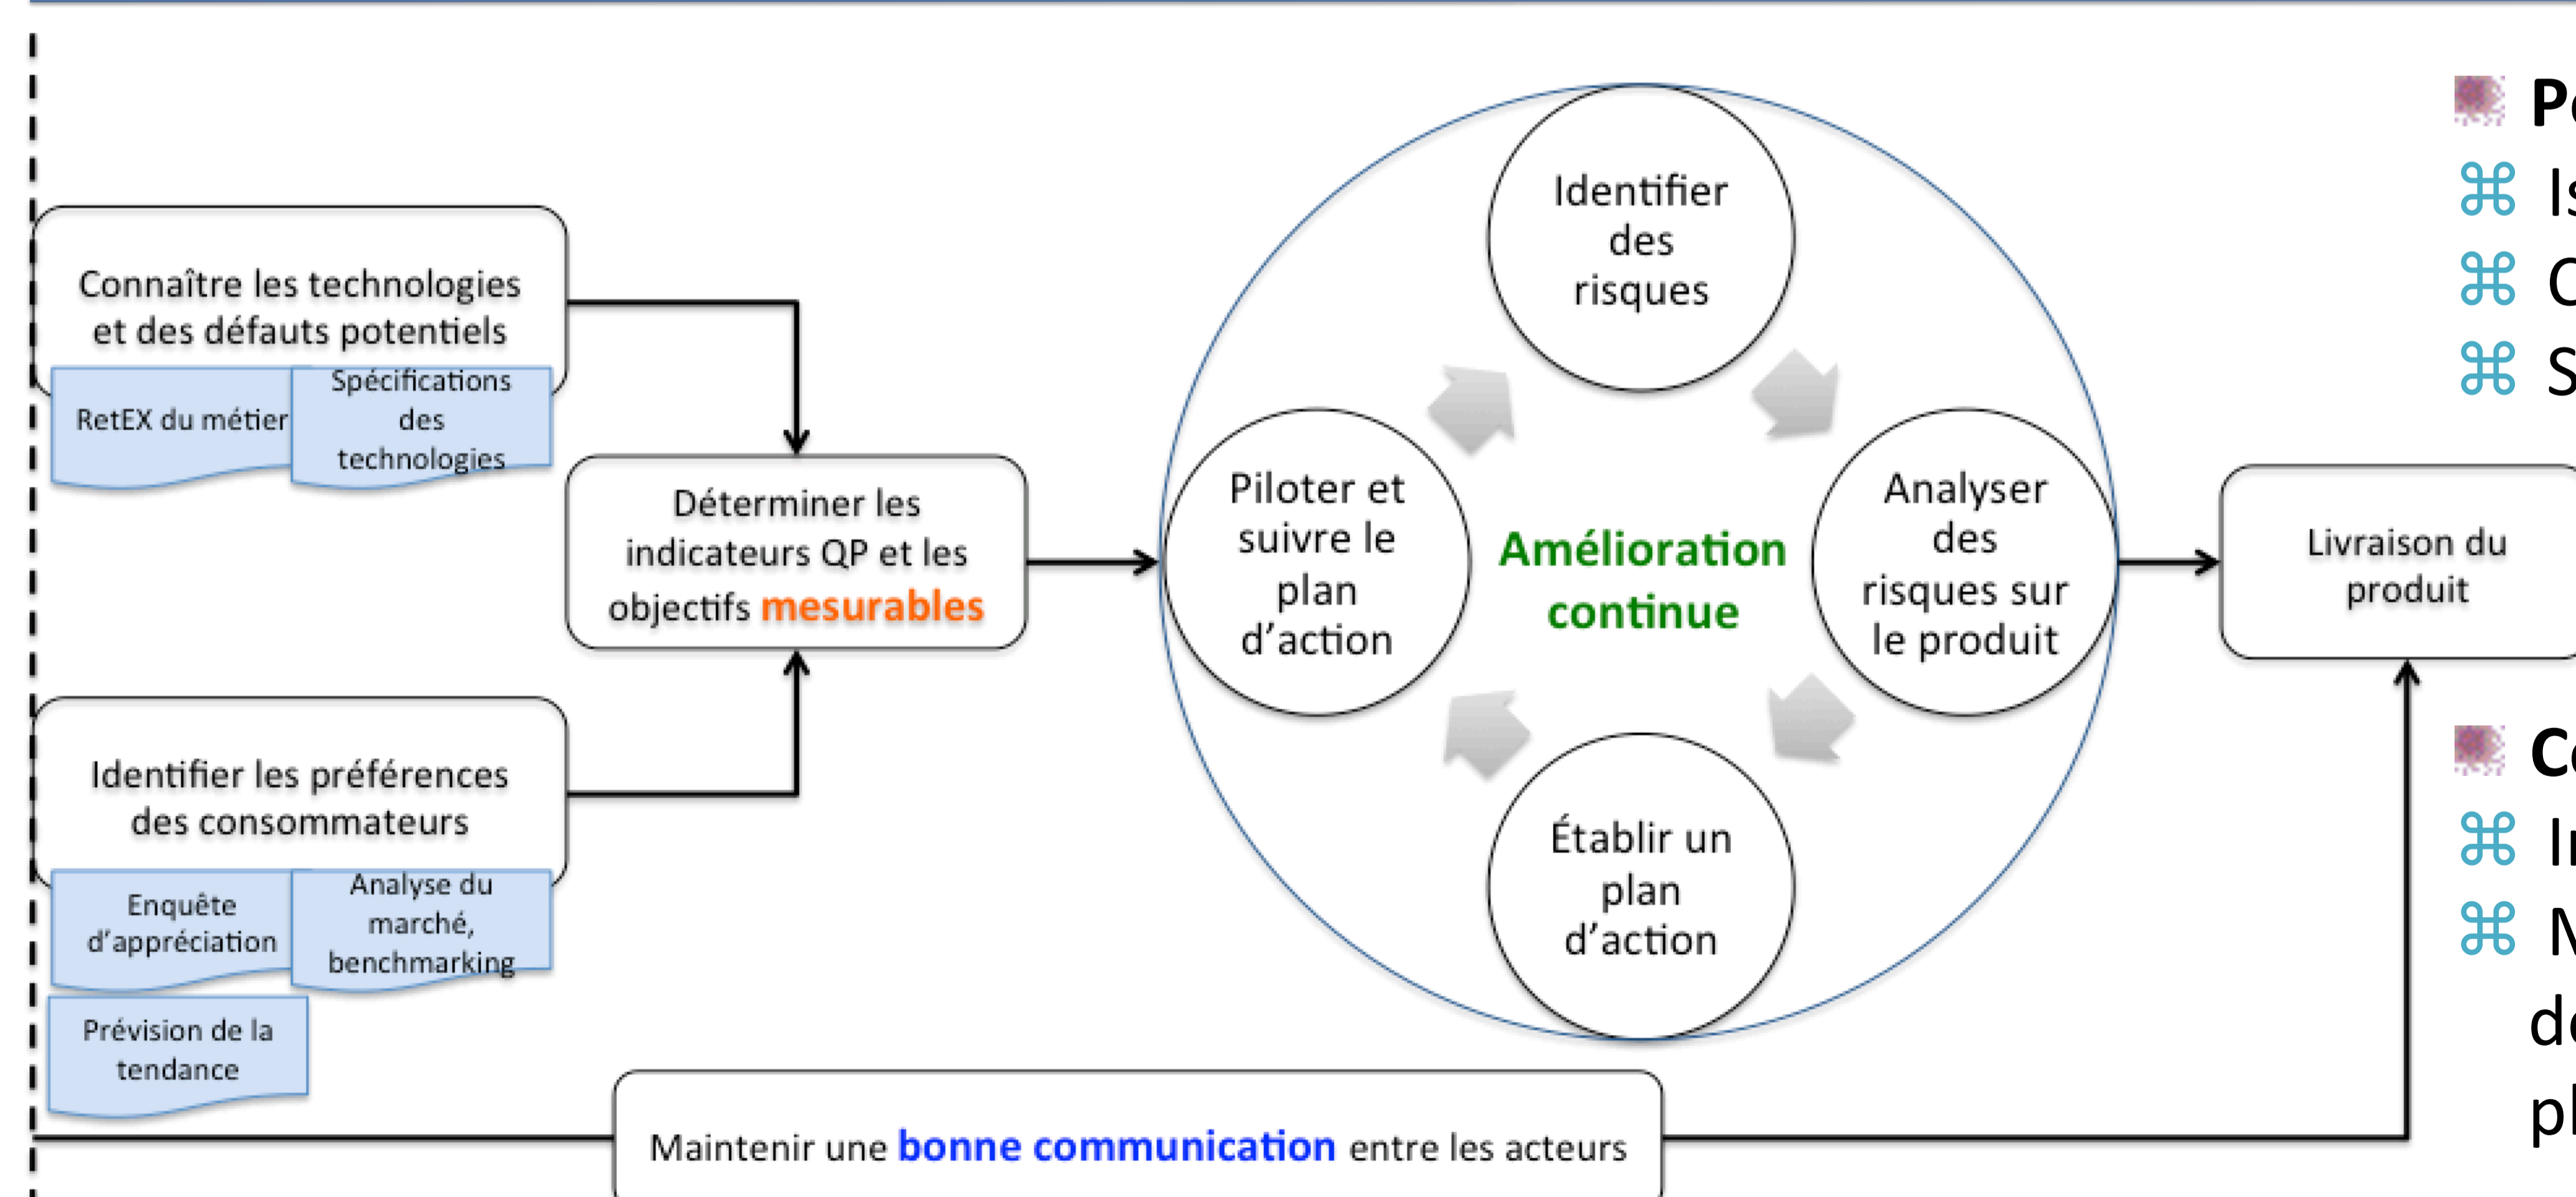 Connaître les technologies
et des défauts potentiels
RetEX du métier
Spécifications
des
technologies
Déterminer les
indicateurs QP et les
objectifs mesurables
Identifier les préférences
des consommateurs
Enquête
d’appréciation
Analyse du
marché,
benchmarking
Prévision de la
tendance
Identifier
des
risques
Analyser
des
risques sur
le produit
Établir un
plan
d’action
Piloter et
suivre le
plan
d’action
Amélioration
continue
Livraison du
produit
Maintenir une bonne communication entre les acteurs